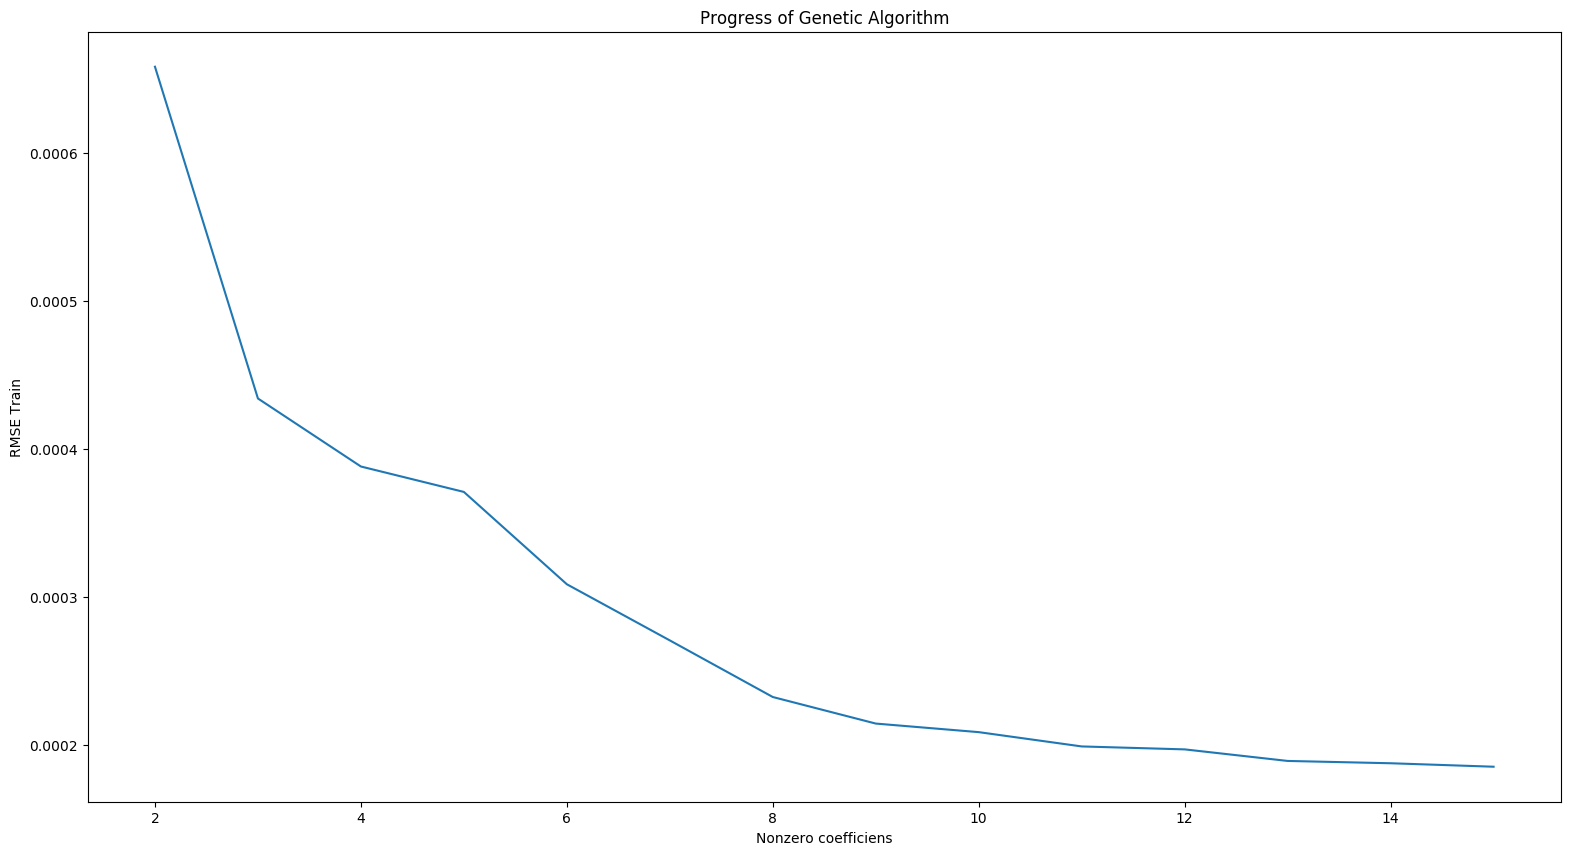 Progress of Genetic Algorithm
0.0006
0.0005
0.0004
0.0003
0.0002
RMSE Train
2 4 6 8 10 12 14
Nonzero coefficiens